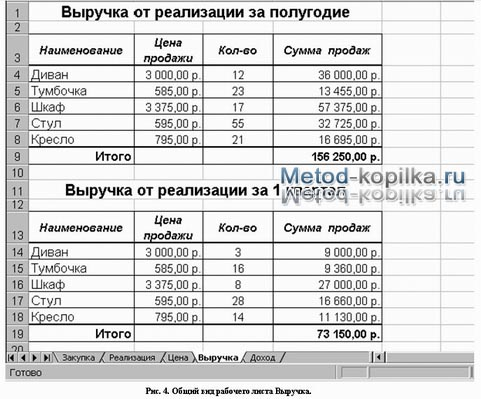 1 Выручка от реализации за полугодие
2
3 Наименование Цена продажи Кол-во Сумма продаж
4 Диван 3 000,00 р. 12 36 000,00 р.
5 Тумбочка 585,00 р. 23 13 455,00 р.
6 Шкаф 3 375,00 р. 17 57 375,00 р.
7 Стул 595,00 р. 55 32 725,00 р.
8 Кресло 795,00 р. 21 16 695,00 р.
9 Итого 156 250,00 р.
10
Metod-kopilka.ru
11 Выручка от реализации за 1 квартал
12
13 Наименование Цена продажи Кол-во Сумма продаж
14 Диван 3 000,00 р. 3 9 000,00 р.
15 Тумбочка 585,00 р. 16 9 360,00 р.
16 Шкаф 3 375,00 р. 8 27 000,00 р.
17 Стул 595,00 р. 28 16 660,00 р.
18 Кресло 795,00 р. 14 11 130,00 р.
19 Итого 73 150,00 р.
20
Закупка Реализация Цена Выручка Доход
Готово
Рис. 4. Общий вид рабочего листа Выручка.